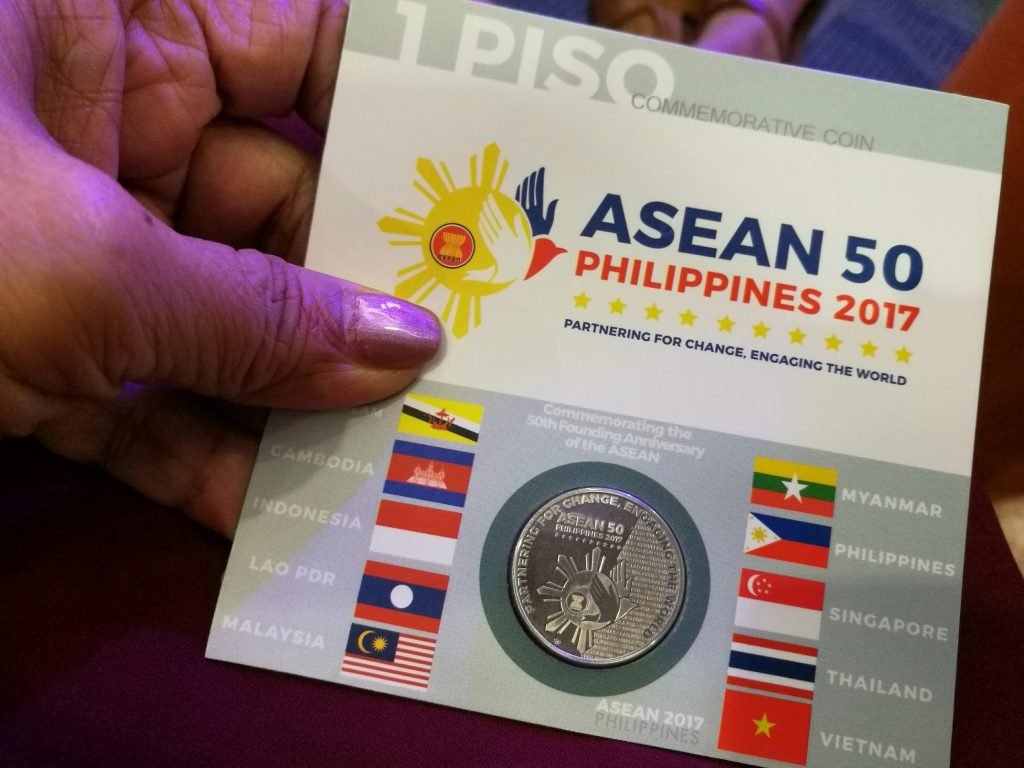 1 PISO
COMMEMORATIVE COIN
ASEAN 50
PHILIPPINES 2017
PARTNERING FOR CHANGE, ENGAGING THE WORLD
CAMBODIA
INDONESIA
LAO PDR
MALAYSIA
Commemorating the
50th Founding Anniversary
of the ASEAN
PARTNERING FOR CHANGE, ENGAGING THE WORLD
ASEAN 50
PHILIPPINES 2017
MYANMAR
PHILIPPINES
SINGAPORE
THAILAND
VIETNAM
ASEAN 2017
PHILIPPINES